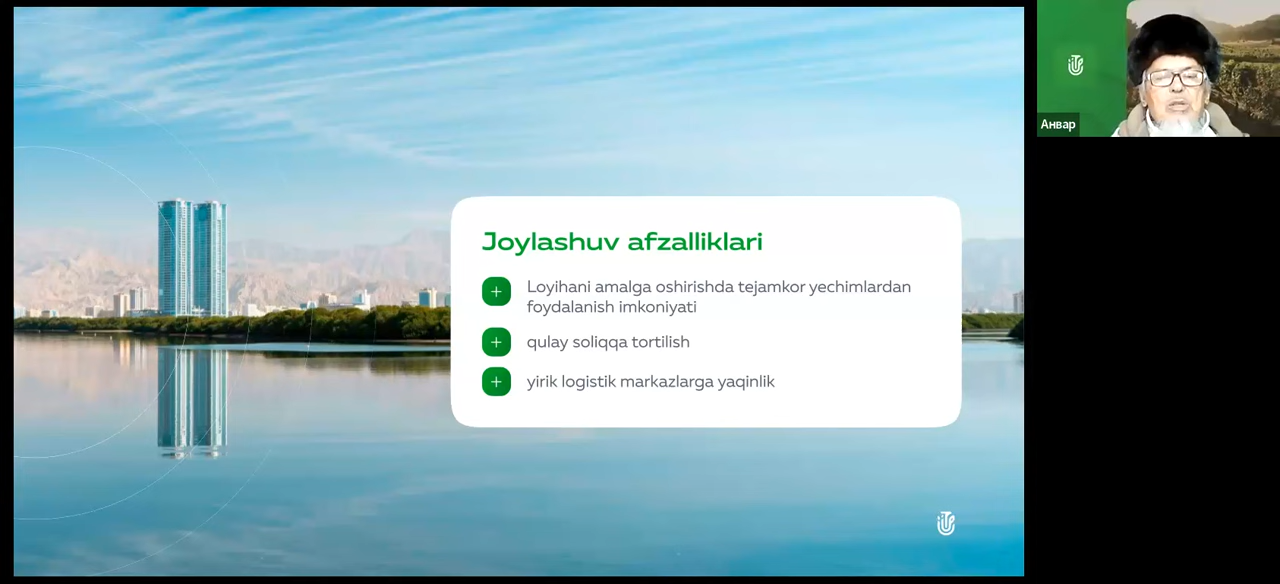 Joylashuv afzalliklari
Loyihani amalga oshirishda tejamkor yechimlardan
foydalanish imkoniyati
qulay soliqqa tortilish
yirik logistik markazlarga yaqinlik
Анвар